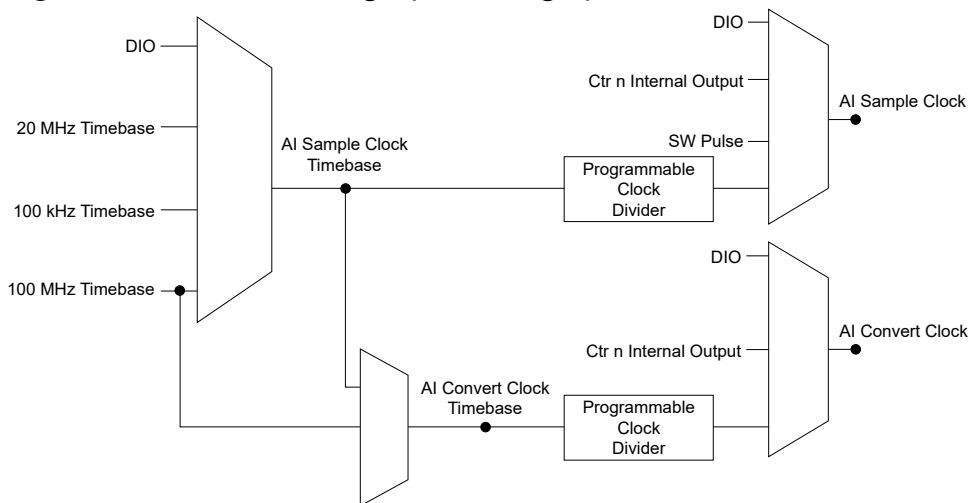 DIO
20 MHz Timebase
100 kHz Timebase
100 MHz Timebase
AI Sample Clock
Timebase
Programmable
Clock
Divider
DIO
Ctr n Internal Output
SW Pulse
AI Sample Clock
AI Convert Clock
Timebase
Programmable
Clock
Divider
DIO
Ctr n Internal Output
AI Convert Clock